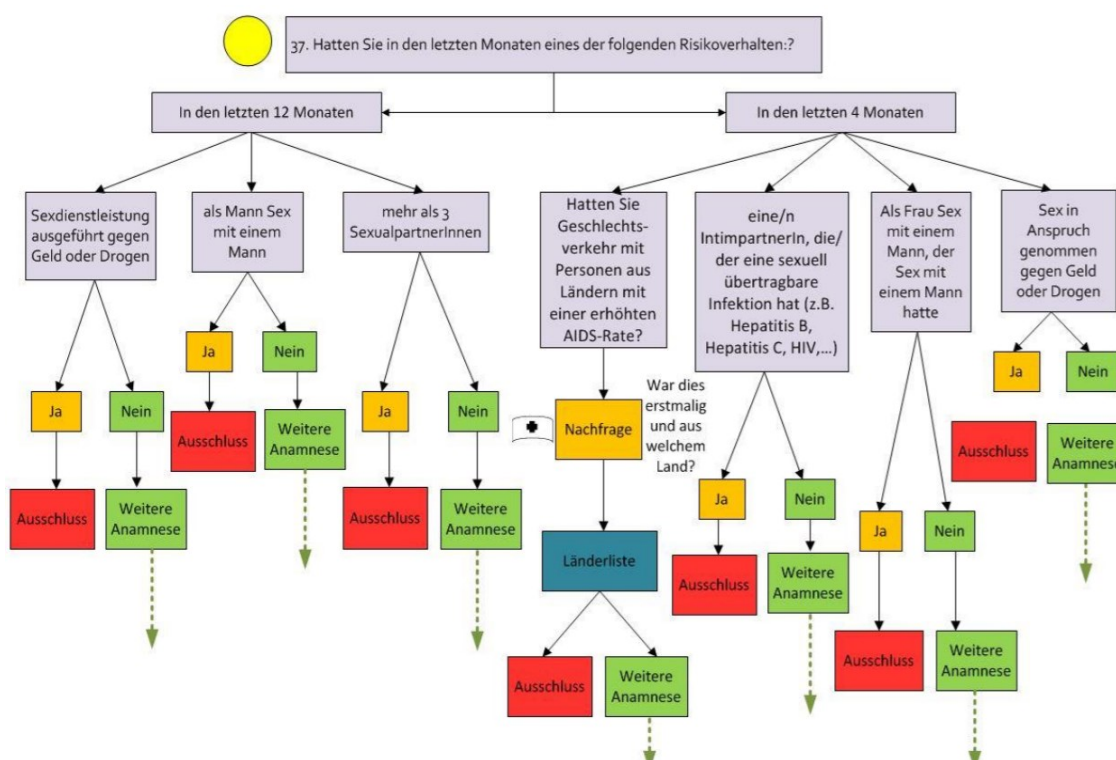 37. Hatten Sie in den letzten Monaten eines der folgenden Risikoverhalten:?
In den letzten 12 Monaten
In den letzten 4 Monaten
Sexdienstleistung
ausgeführt gegen
Geld oder Drogen
als Mann Sex
mit einem
Mann
mehr als 3
SexualpartnerInnen
Hatten Sie
Geschlechts-
verkehr mit
Personen aus
Ländern mit
einer erhöhten
AIDS-Rate?
eine/n
IntimpartnerIn, die/
der eine sexuell
übertragbare
Infektion hat (z.B.
Hepatitis B,
Hepatitis C, HIV,...)
Als Frau Sex
mit einem
Mann, der
Sex mit
einem Mann
hatte
Sex in
Anspruch
genommen
gegen Geld
oder Drogen
Ja
Nein
Ausschluss
Weitere
Anamnese
Ja
Nein
Ausschluss
Weitere
Anamnese
Ja
Nein
Ausschluss
Weitere
Anamnese
Nachfrage
War dies
erstmalig
und aus
welchem
Land?
Länderliste
Ausschluss
Weitere
Anamnese
Ja
Nein
Ausschluss
Weitere
Anamnese
Ja
Nein
Ausschluss
Weitere
Anamnese
Ja
Nein
Ausschluss
Weitere
Anamnese